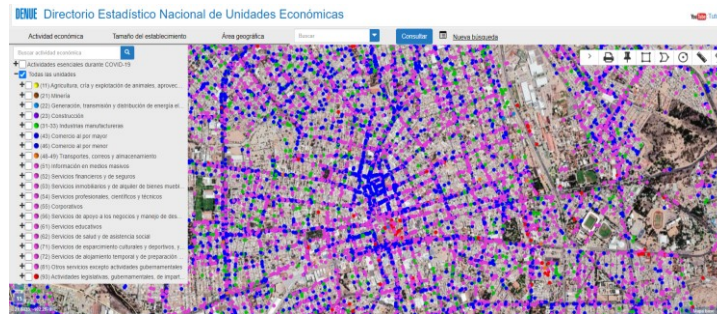 DENUE Directorio Estadístico Nacional de Unidades Económicas
YouTube Tut
Actividad económica Tamaño del establecimiento Área geográfica Buscar Consultar Nueva búsqueda
Buscar actividad económica
Actividades esenciales durante COVID-19
Todas las unidades
(11) Agricultura, cría y explotación de animales, aprovec...
(21) Minería
(22) Generación, transmisión y distribución de energía el...
(23) Construcción
(31-33) Industrias manufactureras
(43) Comercio al por mayor
(46) Comercio al por menor
(48-49) Transportes, correos y almacenamiento
(51) Información en medios masivos
(52) Servicios financieros y de seguros
(53) Servicios inmobiliarios y de alquiler de bienes mueb...
(54) Servicios profesionales, científicos y técnicos
(55) Corporativos
(56) Servicios de apoyo a los negocios y manejo de des...
(61) Servicios educativos
(62) Servicios de salud y de asistencia social
(71) Servicios de esparcimiento culturales y deportivos, y...
(72) Servicios de alojamiento temporal y de preparación ...
(81) Otros servicios excepto actividades gubernamentales
(93) Actividades legislativas, gubernamentales, de impart...